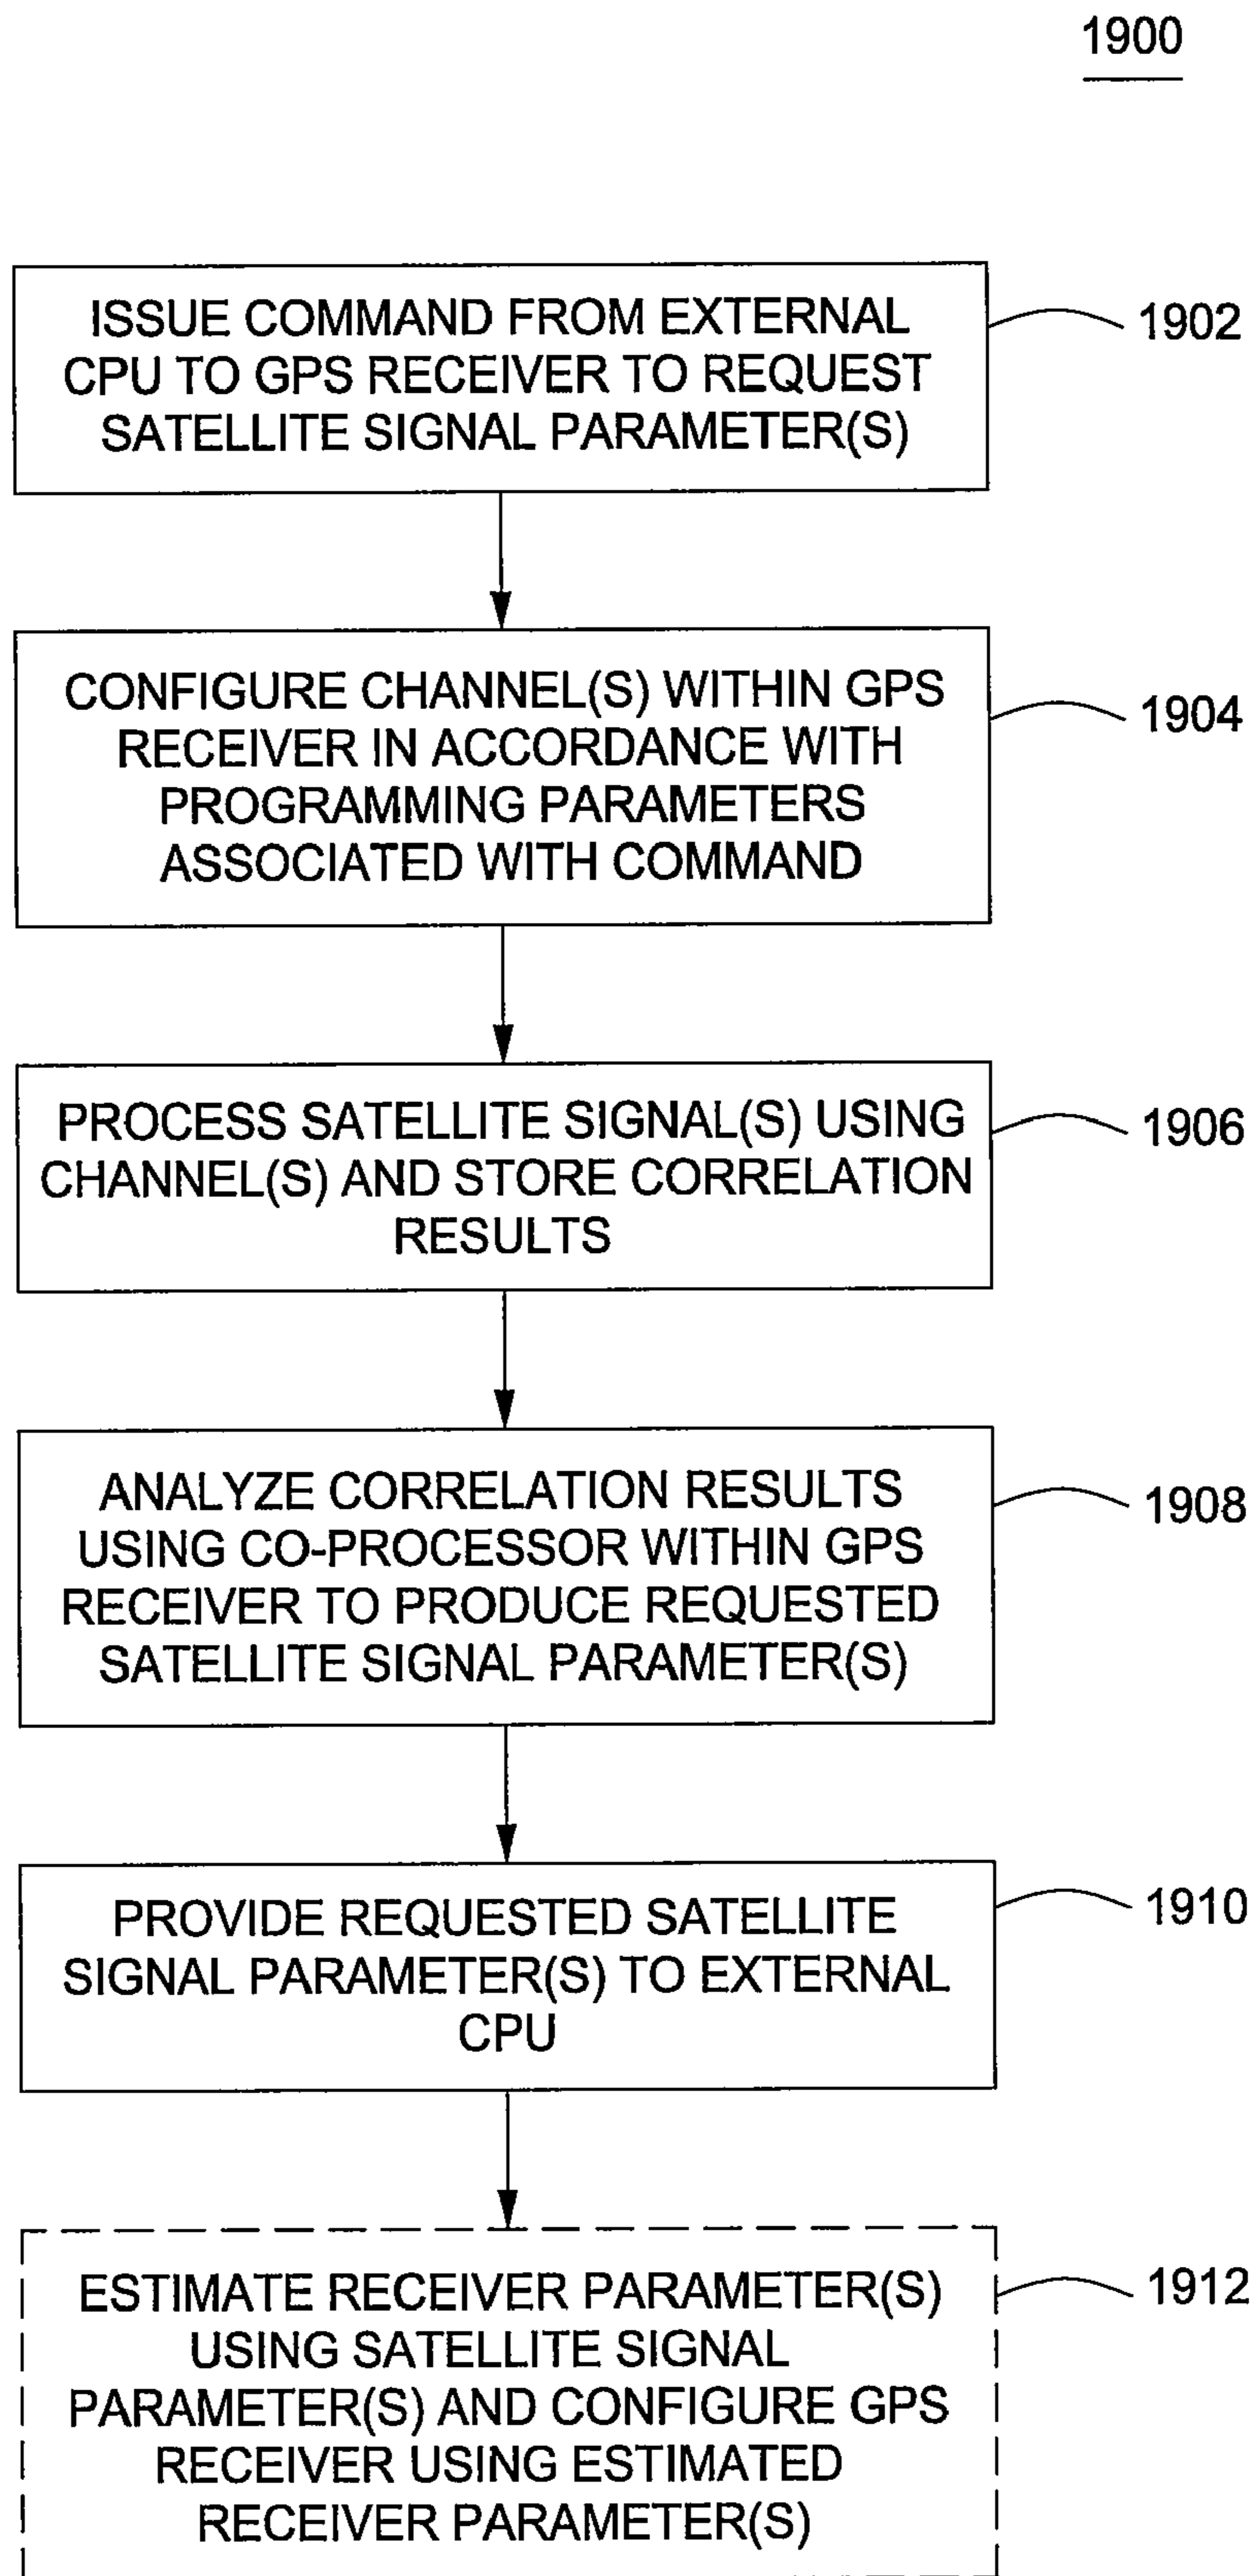 1900
ISSUE COMMAND FROM EXTERNAL
CPU TO GPS RECEIVER TO REQUEST
SATELLITE SIGNAL PARAMETER(S)
1902
CONFIGURE CHANNEL(S) WITHIN GPS
RECEIVER IN ACCORDANCE WITH
PROGRAMMING PARAMETERS
ASSOCIATED WITH COMMAND
1904
PROCESS SATELLITE SIGNAL(S) USING
CHANNEL(S) AND STORE CORRELATION
RESULTS
1906
ANALYZE CORRELATION RESULTS
USING CO-PROCESSOR WITHIN GPS
RECEIVER TO PRODUCE REQUESTED
SATELLITE SIGNAL PARAMETER(S)
1908
PROVIDE REQUESTED SATELLITE
SIGNAL PARAMETER(S) TO EXTERNAL
CPU
1910
ESTIMATE RECEIVER PARAMETER(S)
USING SATELLITE SIGNAL
PARAMETER(S) AND CONFIGURE GPS
RECEIVER USING ESTIMATED
RECEIVER PARAMETER(S)
1912